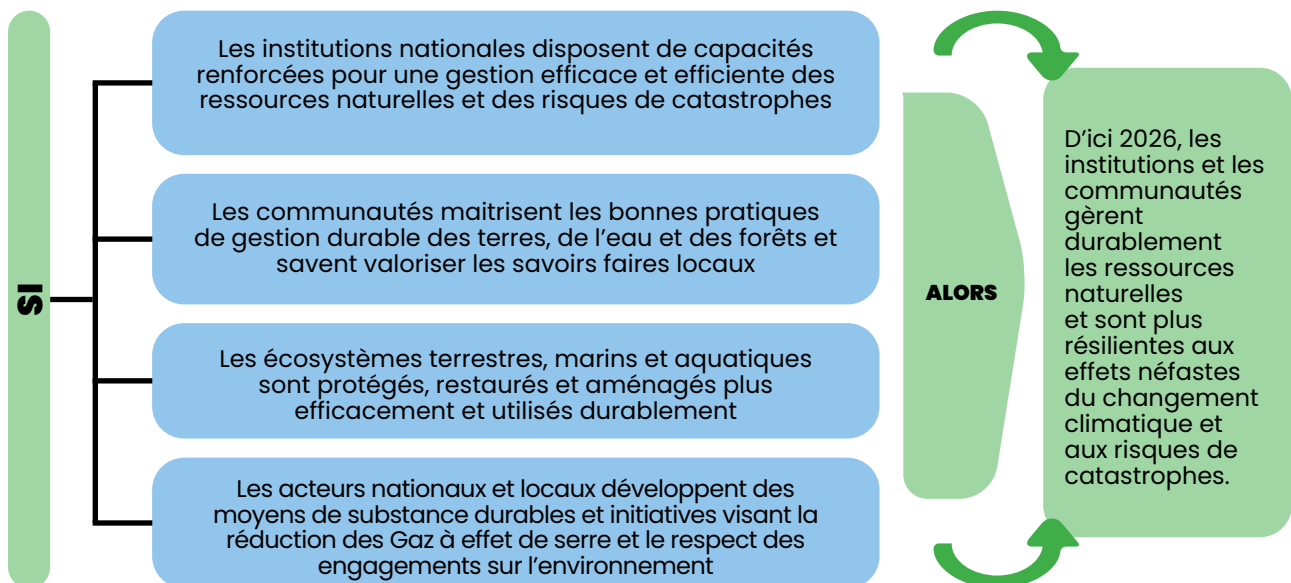 SI
Les institutions nationales disposent de capacités
renforcées pour une gestion efficace et efficiente des
ressources naturelles et des risques de catastrophes
Les communautés maitrisent les bonnes pratiques
de gestion durable des terres, de l’eau et des forêts et
savent valoriser les savoirs faires locaux
Les écosystèmes terrestres, marins et aquatiques
sont protégés, restaurés et aménagés plus
efficacement et utilisés durablement
Les acteurs nationaux et locaux développent des
moyens de substance durables et initiatives visant la
réduction des Gaz à effet de serre et le respect des
engagements sur l’environnement
ALORS
D’ici 2026, les
institutions et les
communautés
gèrent
durablement
les ressources
naturelles
et sont plus
résilientes aux
effets néfastes
du changement
climatique et
aux risques de
catastrophes.